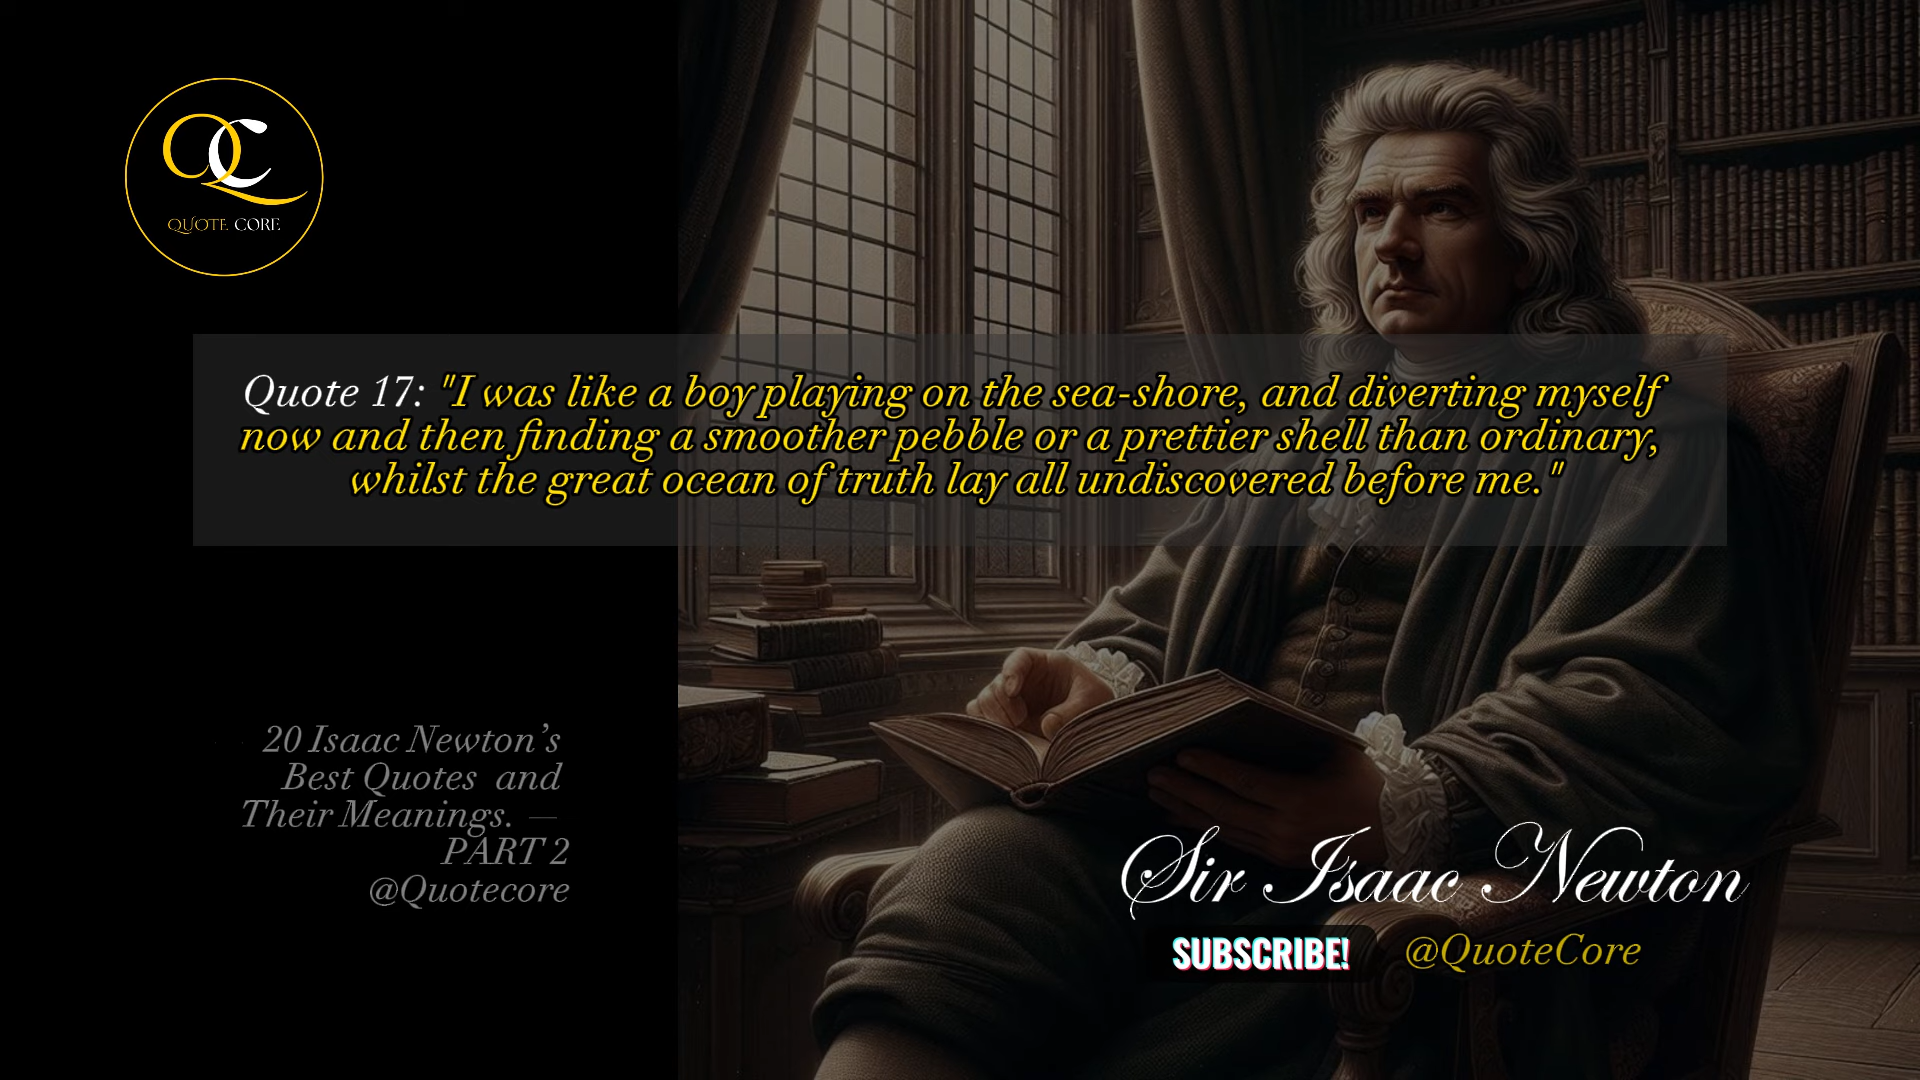 QC
QUOTE CORE
Quote 17: "I was like a boy playing on the sea-shore, and diverting myself
now and then finding a smoother pebble or a prettier shell than ordinary,
whilst the great ocean of truth lay all undiscovered before me."
20 Isaac Newton’s
Best Quotes and
Their Meanings. —
PART 2
@Quotecore
Sir Isaac Newton
SUBSCRIBE! @QuoteCore